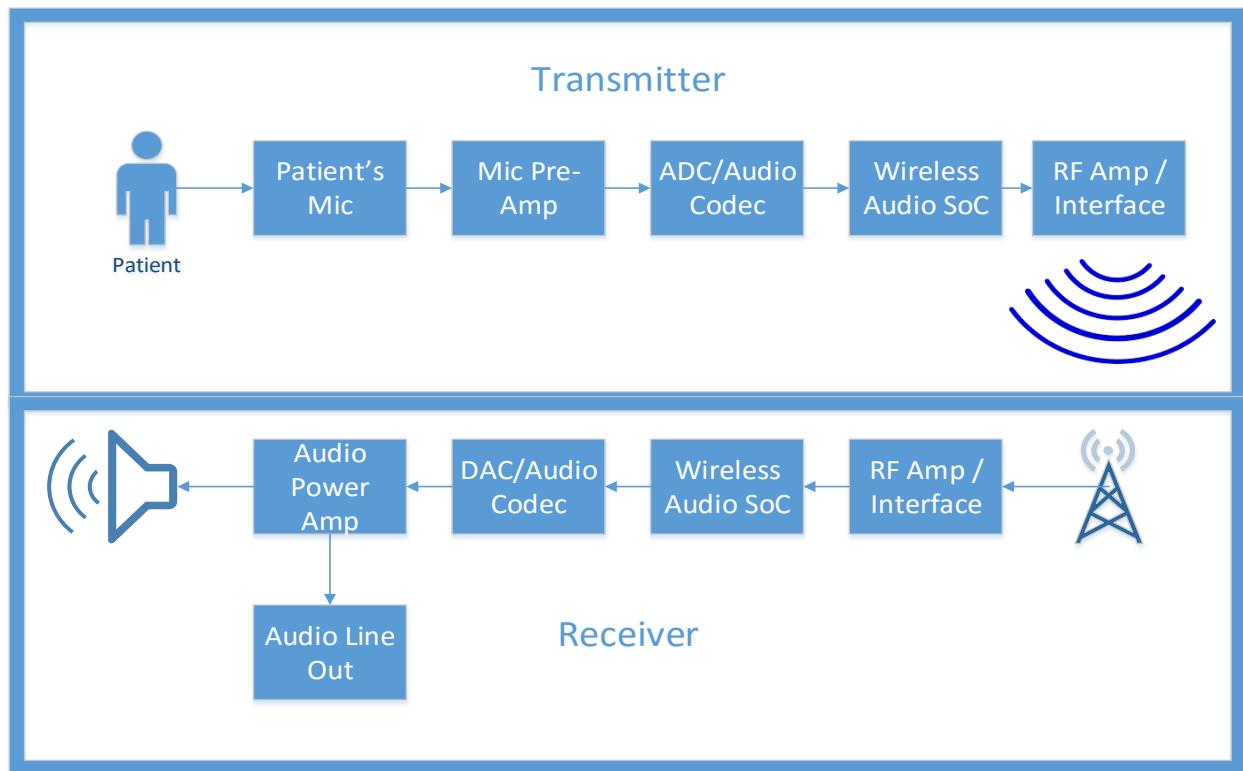 Transmitter
Patient's
Mic
Mic Pre-
Amp
ADC/Audio
Codec
Wireless
Audio SoC
RF Amp /
Interface
Patient
Audio
Power
Amp
DAC/Audio
Codec
Wireless
Audio SoC
RF Amp /
Interface
Audio Line
Out
Receiver